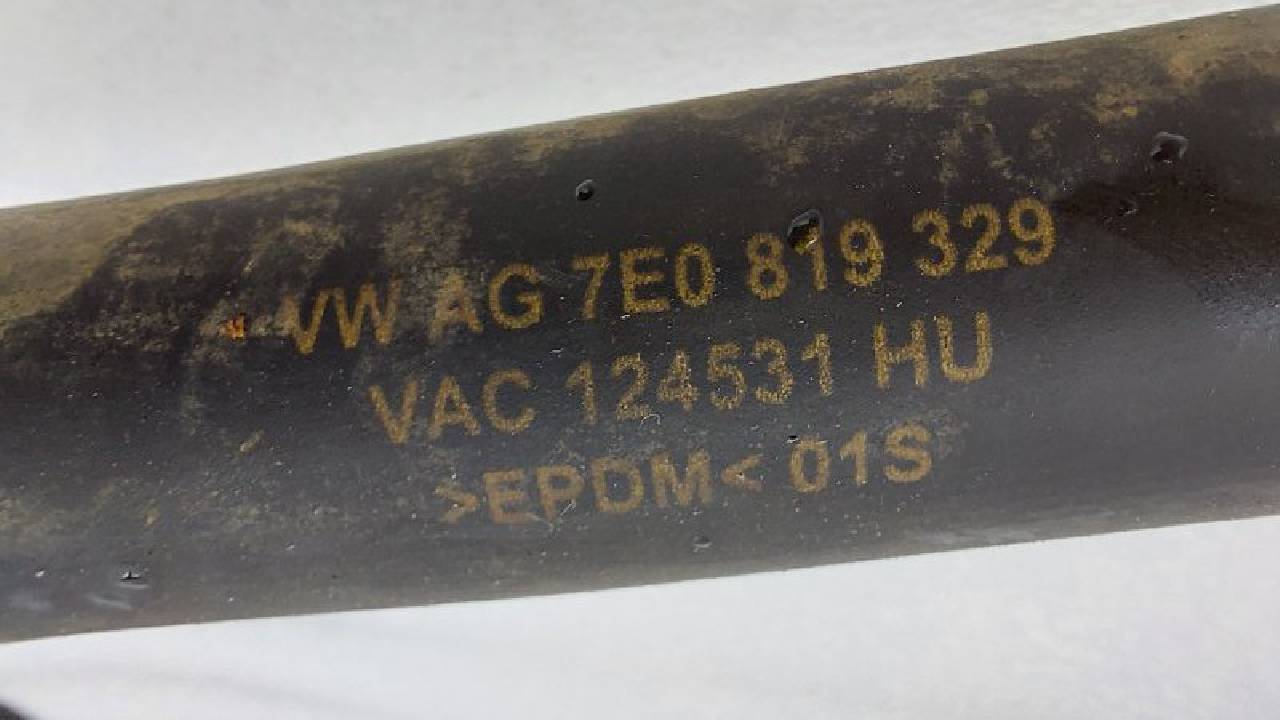 VW AG 7E0 819 329
VAC 124531 HU
>EPDM< 01S